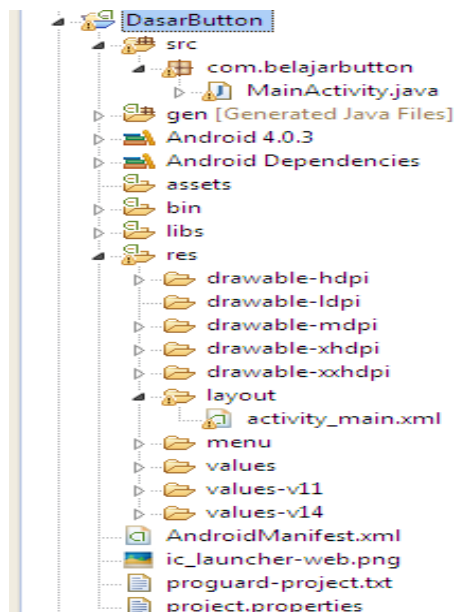 DasarButton
src
com.belajarbutton
MainActivity.java
gen [Generated Java Files]
Android 4.0.3
Android Dependencies
assets
bin
libs
res
drawable-hdpi
drawable-ldpi
drawable-mdpi
drawable-xhdpi
drawable-xxhdpi
layout
activity_main.xml
menu
values
values-v11
values-v14
AndroidManifest.xml
ic_launcher-web.png
proguard-project.txt
project.properties